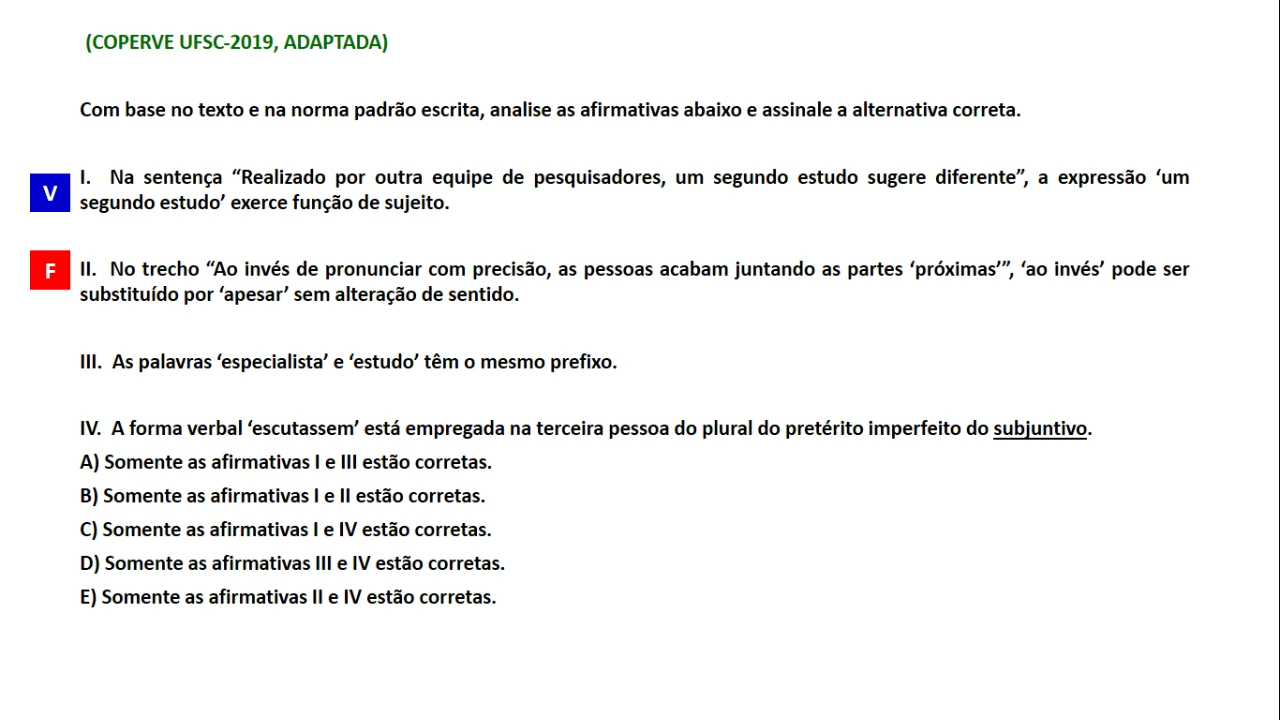 (COPERVE UFSC-2019, ADAPTADA)
Com base no texto e na norma padrão escrita, analise as afirmativas abaixo e assinale a alternativa correta.
V
I. Na sentença “Realizado por outra equipe de pesquisadores, um segundo estudo sugere diferente”, a expressão ‘um
segundo estudo’ exerce função de sujeito.
F
II. No trecho “Ao invés de pronunciar com precisão, as pessoas acabam juntando as partes ‘próximas’”, ‘ao invés’ pode ser
substituído por ‘apesar’ sem alteração de sentido.
III. As palavras ‘especialista’ e ‘estudo’ têm o mesmo prefixo.
IV. A forma verbal ‘escutassem’ está empregada na terceira pessoa do plural do pretérito imperfeito do subjuntivo.
A) Somente as afirmativas I e III estão corretas.
B) Somente as afirmativas I e II estão corretas.
C) Somente as afirmativas I e IV estão corretas.
D) Somente as afirmativas III e IV estão corretas.
E) Somente as afirmativas II e IV estão corretas.